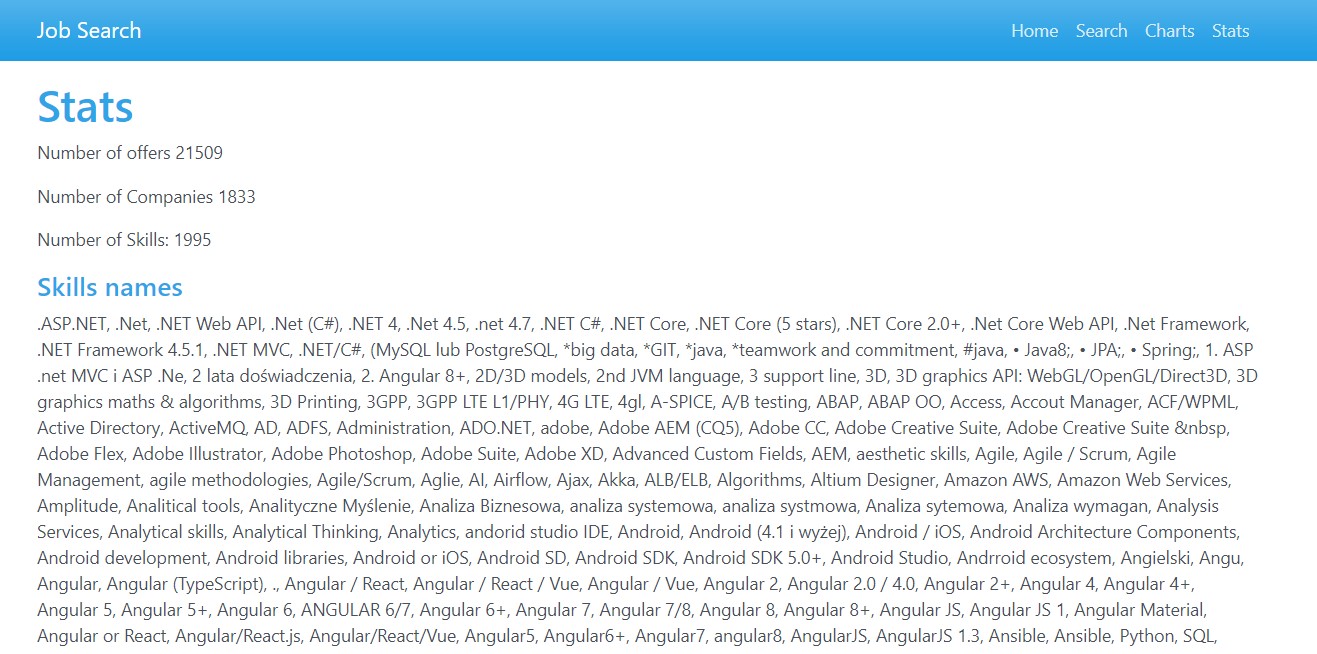 Job Search
Home Search Charts Stats
Stats
Number of offers 21509
Number of Companies 1833
Number of Skills: 1995
Skills names
.ASP.NET, .Net, .NET Web API, .Net (C#), .NET 4, .Net 4.5, .net 4.7, .NET C#, .NET Core, .NET Core (5 stars), .NET Core 2.0+, .Net Core Web API, .Net Framework,
.NET Framework 4.5.1, .NET MVC, .NET/C#, (MySQL lub PostgreSQL, *big data, *GIT, *java, *teamwork and commitment, #java, • Java8;, • JPA;, • Spring;, 1. ASP
.net MVC i ASP .Ne, 2 lata doświadczenia, 2. Angular 8+, 2D/3D models, 2nd JVM language, 3 support line, 3D, 3D graphics API: WebGL/OpenGL/Direct3D, 3D
graphics maths & algorithms, 3D Printing, 3GPP, 3GPP LTE L1/PHY, 4G LTE, 4gl, A-SPICE, A/B testing, ABAP, ABAP OO, Access, Accout Manager, ACF/WPML,
Active Directory, ActiveMQ, AD, ADFS, Administration, ADO.NET, adobe, Adobe AEM (CQ5), Adobe CC, Adobe Creative Suite, Adobe Creative Suite &nbsp,
Adobe Flex, Adobe Illustrator, Adobe Photoshop, Adobe Suite, Adobe XD, Advanced Custom Fields, AEM, aesthetic skills, Agile, Agile / Scrum, Agile
Management, agile methodologies, Agile/Scrum, Aglie, AI, Airflow, Ajax, Akka, ALB/ELB, Algorithms, Altium Designer, Amazon AWS, Amazon Web Services,
Amplitude, Analitical tools, Analityczne Myślenie, Analiza Biznesowa, analiza systemowa, analiza systmowa, Analiza sytemowa, Analiza wymagan, Analysis
Services, Analytical skills, Analytical Thinking, Analytics, andorid studio IDE, Android, Android (4.1 i wyżej), Android / iOS, Android Architecture Components,
Android development, Android libraries, Android or iOS, Android SD, Android SDK, Android SDK 5.0+, Android Studio, Andrroid ecosystem, Angielski, Angu,
Angular, Angular (TypeScript), ., Angular / React, Angular / React / Vue, Angular / Vue, Angular 2, Angular 2.0 / 4.0, Angular 2+, Angular 4, Angular 4+,
Angular 5, Angular 5+, Angular 6, ANGULAR 6/7, Angular 6+, Angular 7, Angular 7/8, Angular 8, Angular 8+, Angular JS, Angular JS 1, Angular Material,
Angular or React, Angular/React.js, Angular/React/Vue, Angular5, Angular6+, Angular7, angular8, AngularJS, AngularJS 1.3, Ansible, Ansible, Python, SQL,